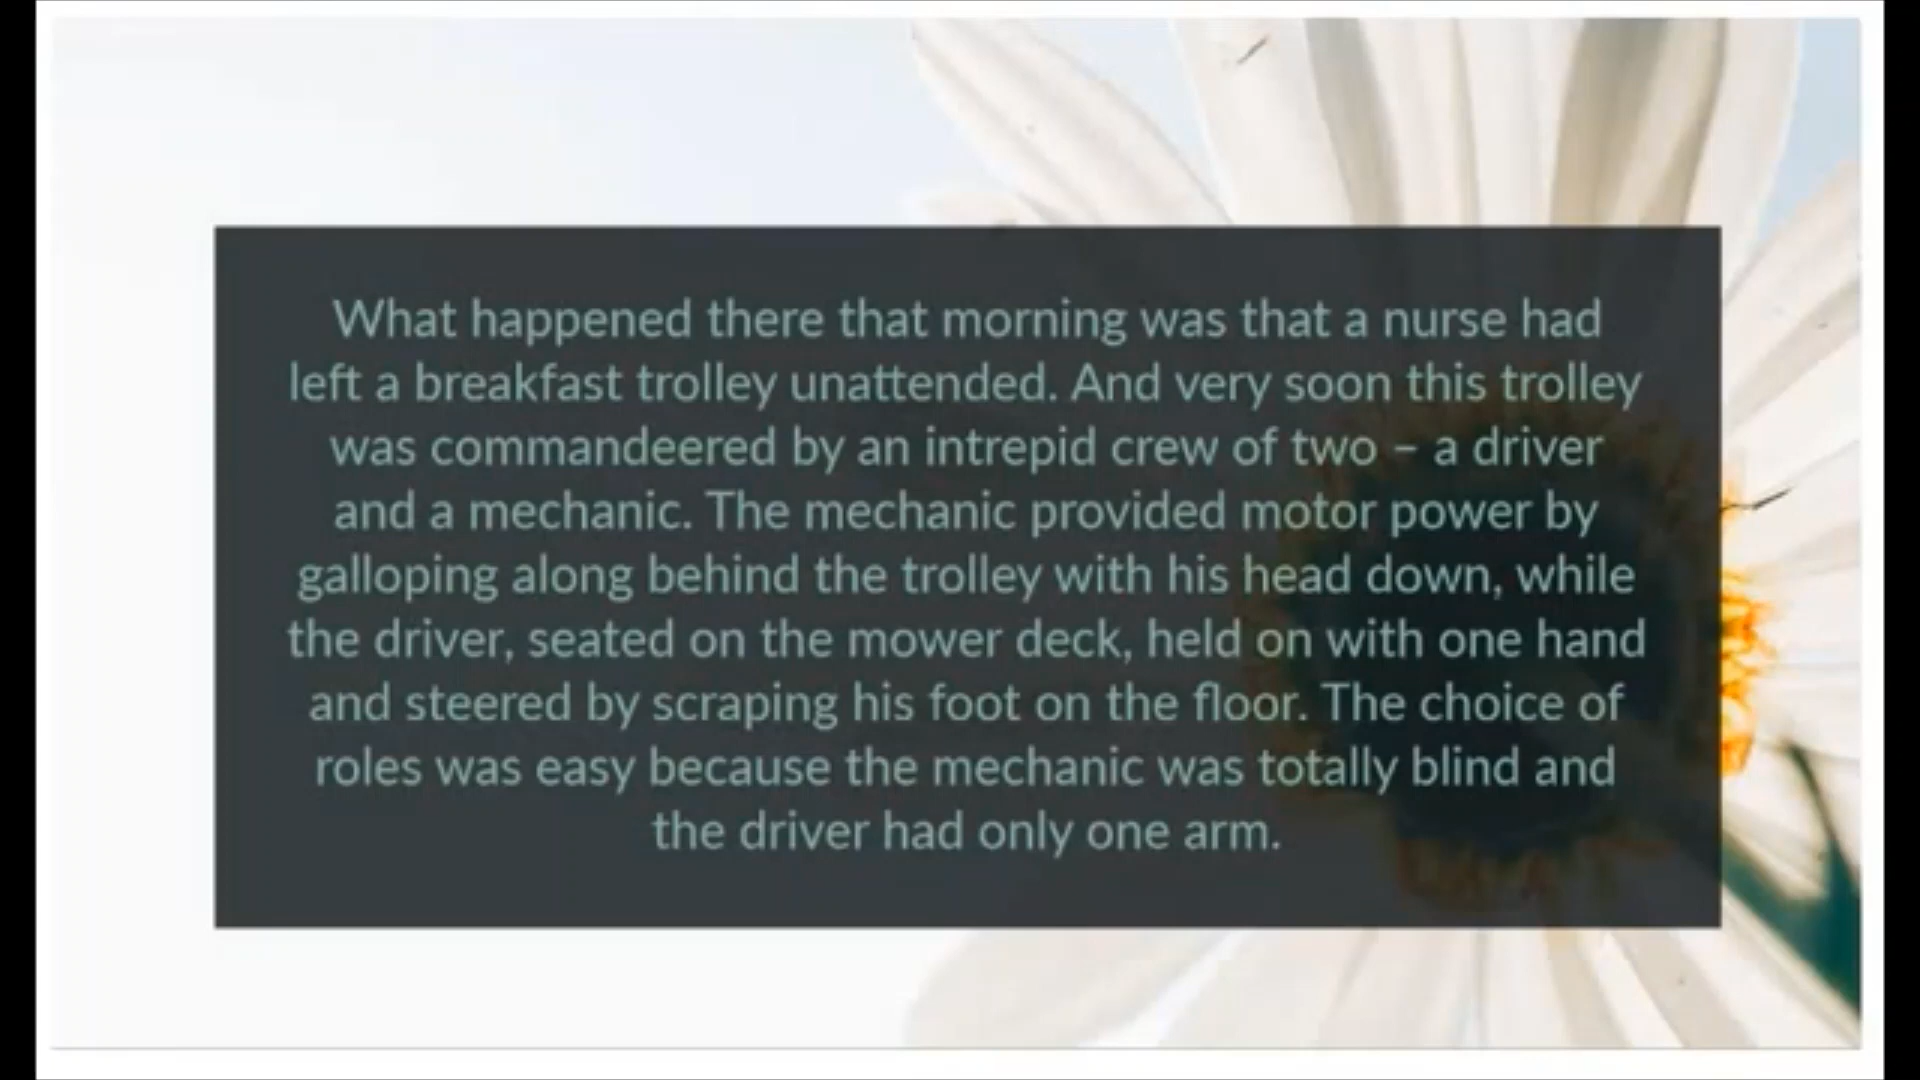 What happened there that morning was that a nurse had
left a breakfast trolley unattended. And very soon this trolley
was commandeered by an intrepid crew of two – a driver
and a mechanic. The mechanic provided motor power by
galloping along behind the trolley with his head down, while
the driver, seated on the mower deck, held on with one hand
and steered by scraping his foot on the floor. The choice of
roles was easy because the mechanic was totally blind and
the driver had only one arm.